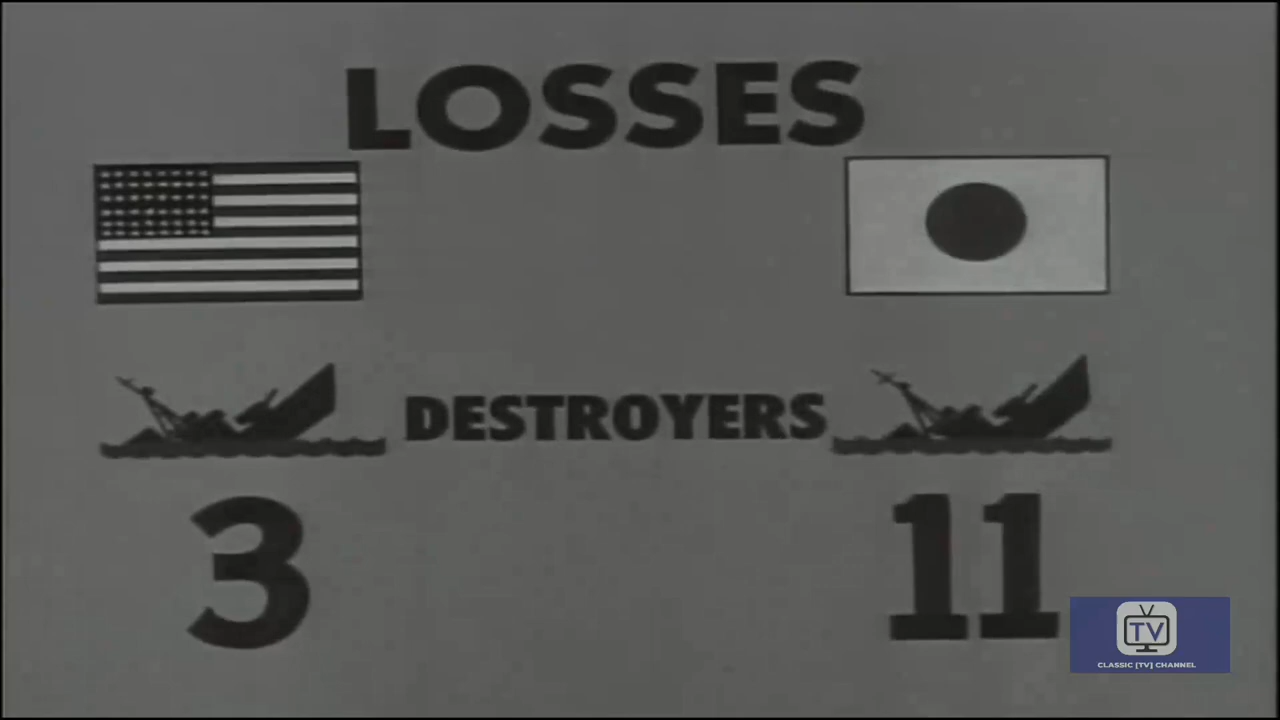 LOSSES
DESTROYERS
3 11
TV
CLASSIC [TV] CHANNEL